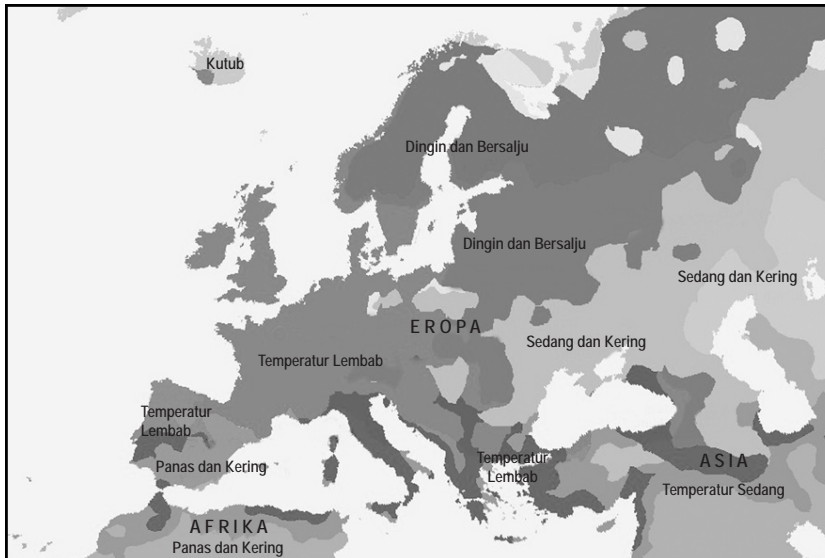 Kutub
Dingin dan Bersalju
Dingin dan Bersalju
Sedang dan Kering
EROPA
Sedang dan Kering
Temperatur Lembab
Temperatur
Lembab
Panas dan Kering
Temperatur
Lembab
ASIA
Temperatur Sedang
AFRIKA
Panas dan Kering